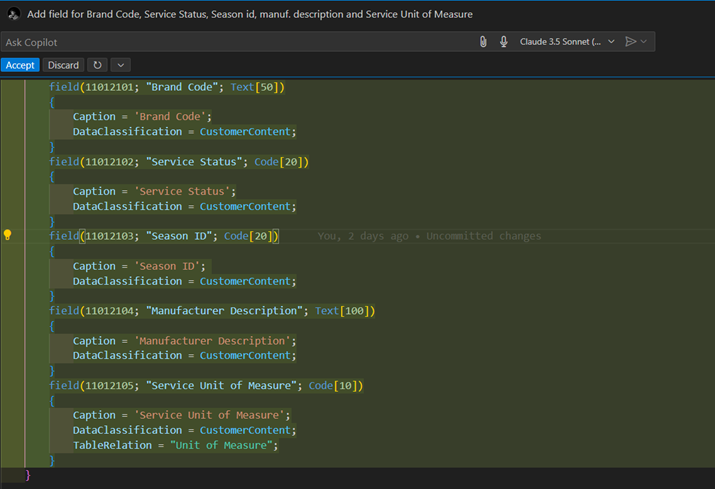 Add field for Brand Code, Service Status, Season id, manuf. description and Service Unit of Measure
Ask Copilot
Claude 3.5 Sonnet (...
Accept Discard
field(11012101; "Brand Code"; Text[50])
{
Caption = 'Brand Code';
DataClassification = CustomerContent;
}
field(11012102; "Service Status"; Code[20])
{
Caption = 'Service Status';
DataClassification = CustomerContent;
}
field(11012103; "Season ID"; Code[20]) You, 2 days ago • Uncommitted changes
{
Caption = 'Season ID';
DataClassification = CustomerContent;
}
field(11012104; "Manufacturer Description"; Text[100])
{
Caption = 'Manufacturer Description';
DataClassification = CustomerContent;
}
field(11012105; "Service Unit of Measure"; Code[10])
{
Caption = 'Service Unit of Measure';
DataClassification = CustomerContent;
TableRelation = "Unit of Measure";
}
}